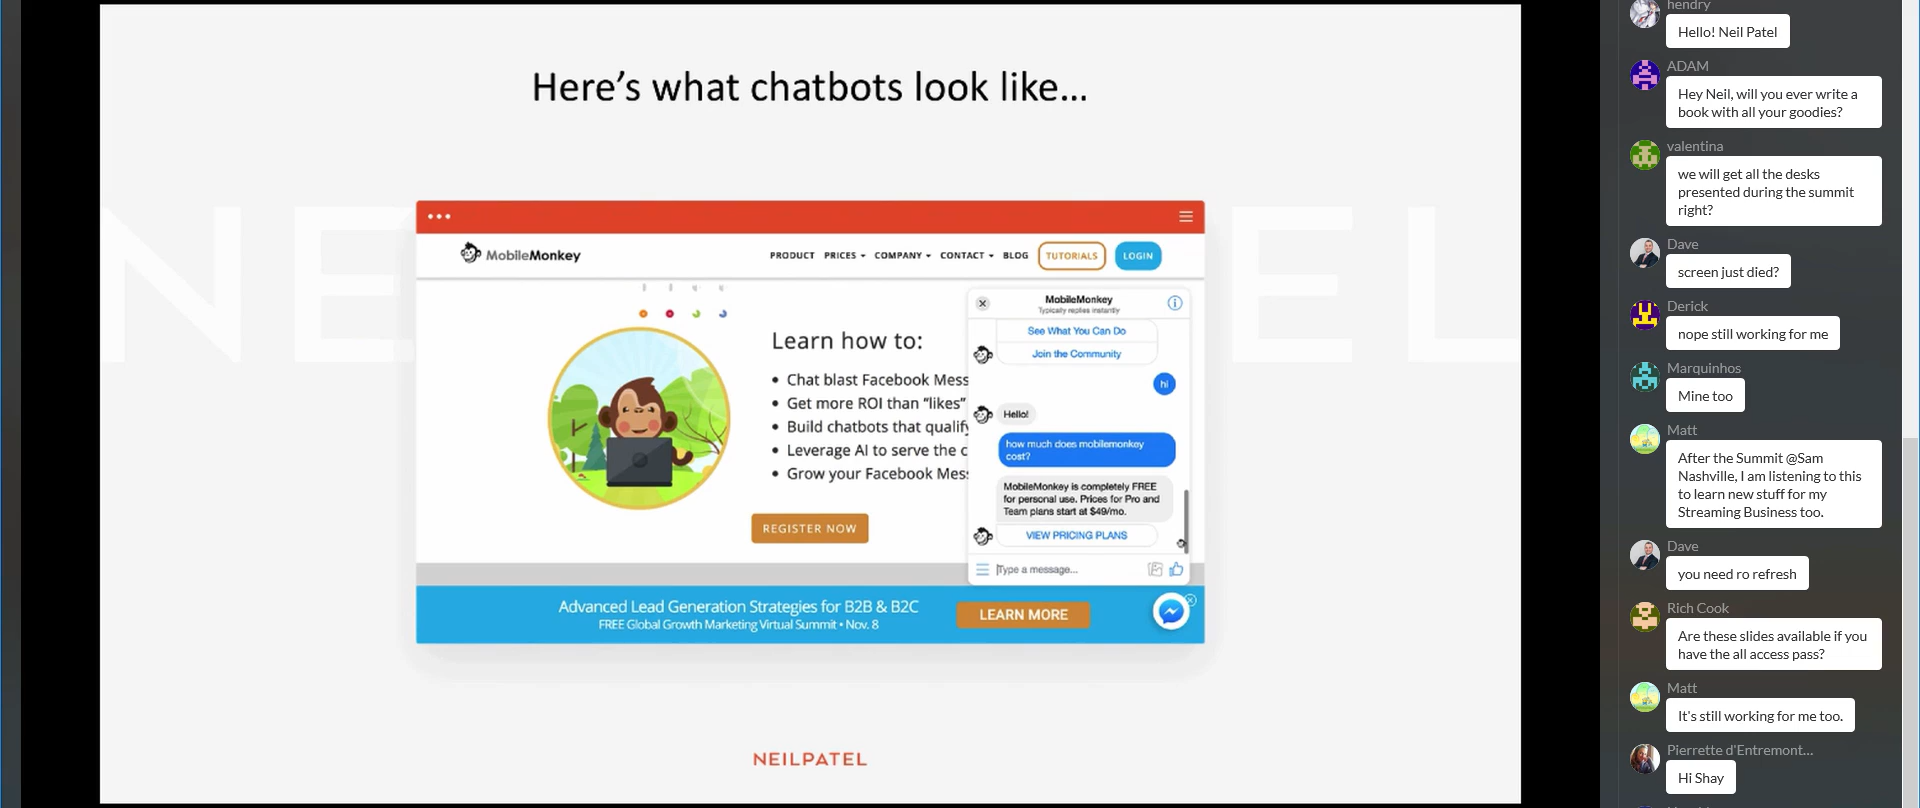 Here's what chatbots look like...
NEILPATEL
MobileMonkey
PRODUCT PRICES COMPANY CONTACT BLOG TUTORIALS LOGIN
Learn how to:
• Chat blast Facebook Mess
• Get more ROI than "likes"
• Build chatbots that qualify
• Leverage AI to serve the c
• Grow your Facebook Mess
REGISTER NOW
MobileMonkey
Typically replies instantly
See What You Can Do
Join the Community
hi
Hello!
how much does mobilemonkey
cost?
MobileMonkey is completely FREE
for personal use. Prices for Pro and
Team plans start at $49/mo.
VIEW PRICING PLANS
Type a message...
Advanced Lead Generation Strategies for B2B & B2C
FREE Global Growth Marketing Virtual Summit • Nov. 8
LEARN MORE
NE
EL
hendry
Hello! Neil Patel
ADAM
Hey Neil, will you ever write a
book with all your goodies?
valentina
we will get all the desks
presented during the summit
right?
Dave
screen just died?
Derick
nope still working for me
Marquinhos
Mine too
Matt
After the Summit @Sam
Nashville, I am listening to this
to learn new stuff for my
Streaming Business too.
Dave
you need ro refresh
Rich Cook
Are these slides available if you
have the all access pass?
Matt
It's still working for me too.
Pierrette d'Entremont...
Hi Shay